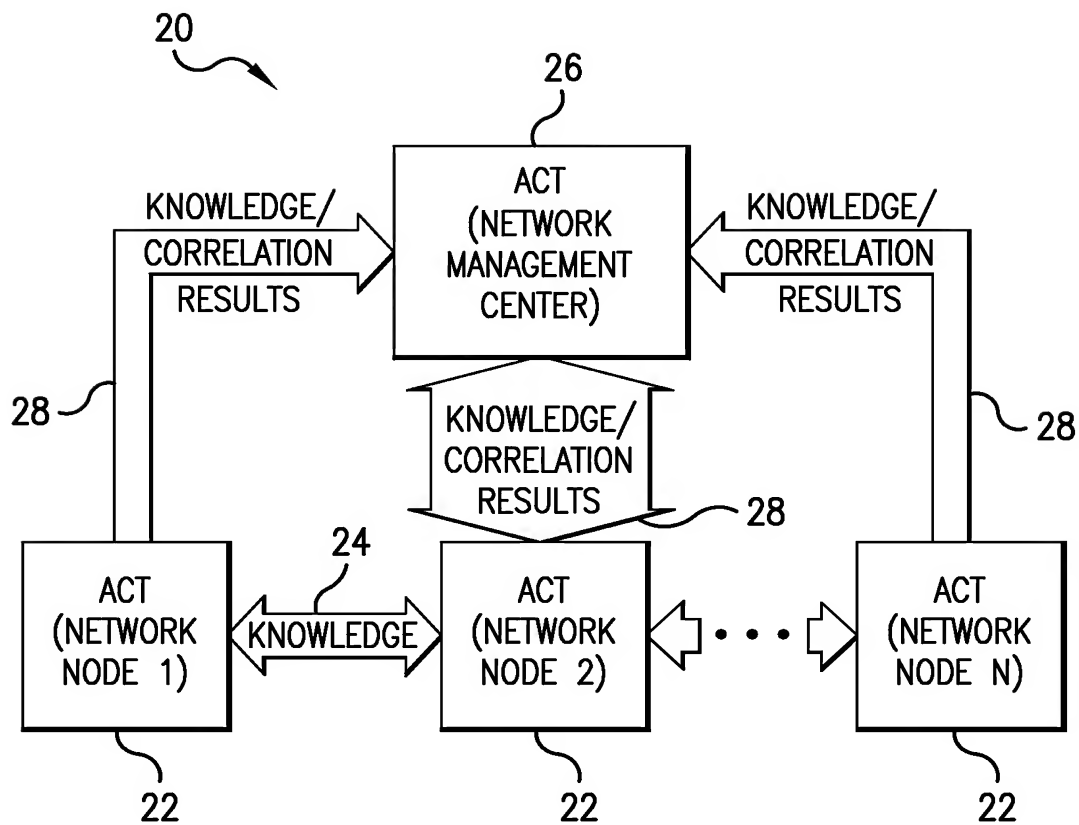 20
26
ACT
(NETWORK
MANAGEMENT
CENTER)
KNOWLEDGE/
CORRELATION
RESULTS
KNOWLEDGE/
CORRELATION
RESULTS
28
KNOWLEDGE/
CORRELATION
RESULTS
28
28
24
ACT
(NETWORK
NODE 1)
KNOWLEDGE
ACT
(NETWORK
NODE 2)
• • •
ACT
(NETWORK
NODE N)
22
22
22